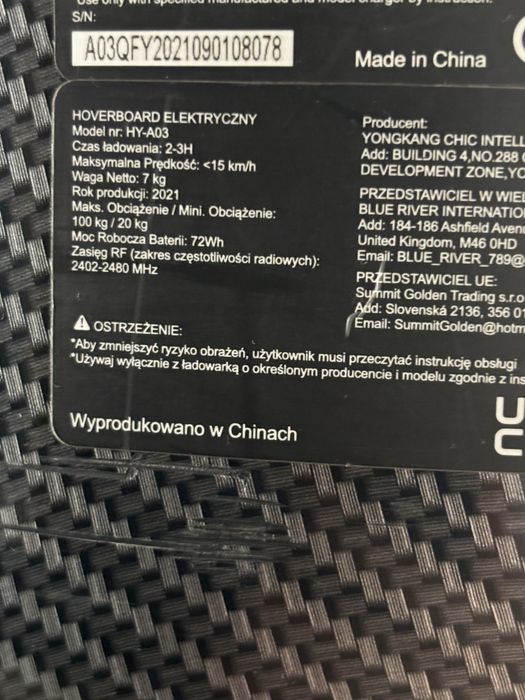 S/N:
A03QFY2021090108078
Made in China
HOVERBOARD ELEKTRYCZNY
Model nr: HY-A03
Czas ładowania: 2-3H
Maksymalna Prędkość: <15 km/h
Waga Netto: 7 kg
Rok produkcji: 2021
Maks. Obciążenie / Mini. Obciążenie:
100 kg / 20 kg
Moc Robocza Baterii: 72Wh
Zasięg RF (zakres częstotliwości radiowych):
2402-2480 MHz
Producent:
YONGKANG CHIC INTELL
Add: BUILDING 4,NO.288
DEVELOPMENT ZONE,YO
PRZEDSTAWICIEL W WIEL
BLUE RIVER INTERNATIO
Add: 184-186 Ashfield Avenu
United Kingdom, M46 0HD
Email: BLUE_RIVER_789@
PRZEDSTAWICIEL UE:
Summit Golden Trading s.r.o
Add: Slovenská 2136, 356 01
Email: SummitGolden@hotm
OSTRZEŻENIE:
*Aby zmniejszyć ryzyko obrażeń, użytkownik musi przeczytać instrukcję obsługi
*Używaj wyłącznie z ładowarką o określonym producencie i modelu zgodnie z ins
Wyprodukowano w Chinach